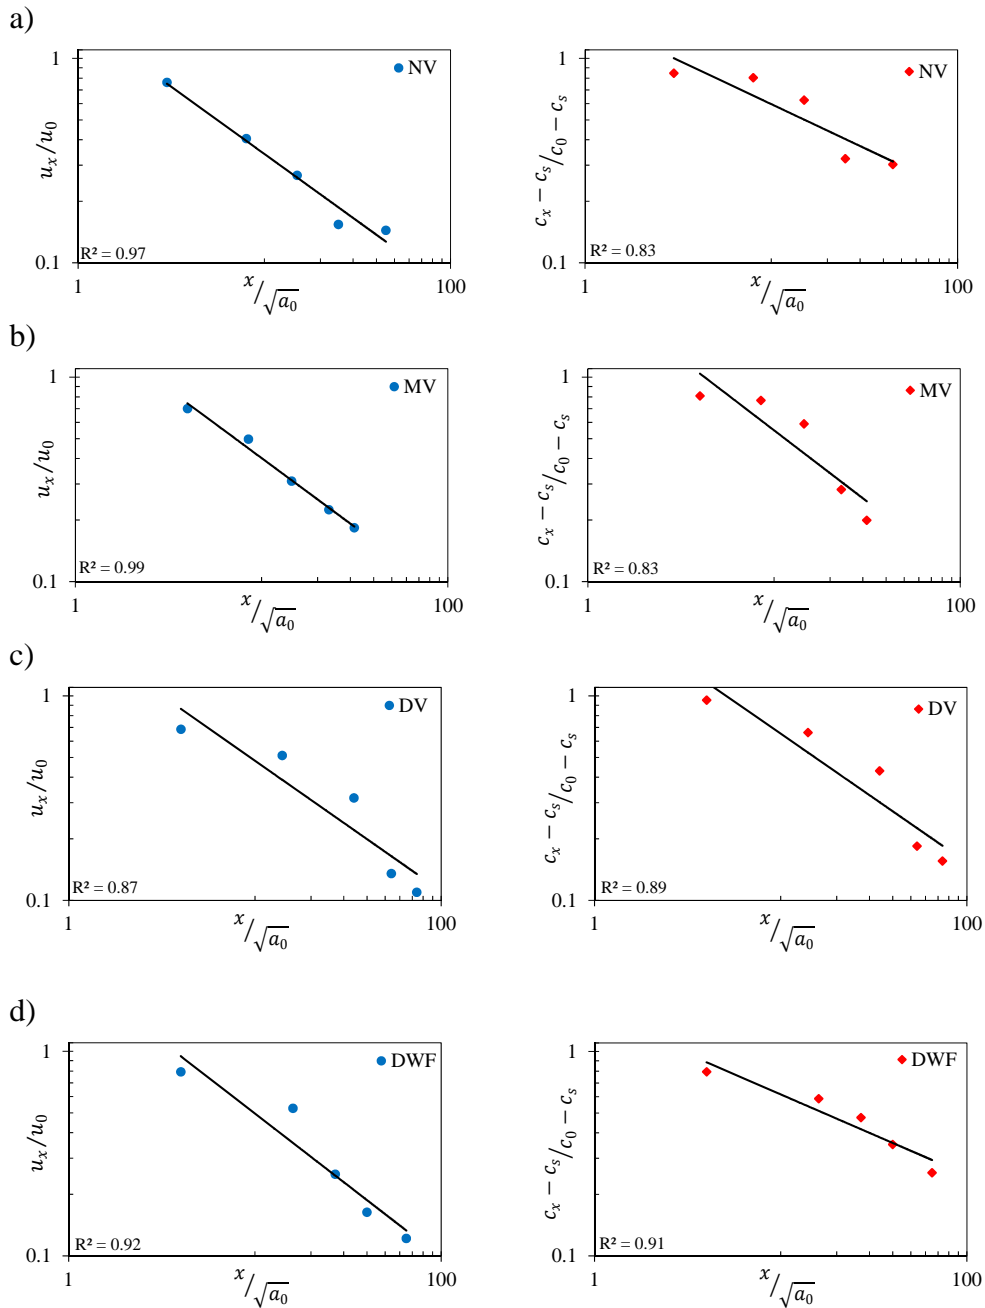 a)
1
NV
u_x/u_0
R² = 0.97
0.1
1
x/√a_0
100
1
NV
c_x − c_s/c_0 − c_s
R² = 0.83
0.1
1
x/√a_0
100
b)
1
MV
u_x/u_0
R² = 0.99
0.1
1
x/√a_0
100
1
MV
c_x − c_s/c_0 − c_s
R² = 0.83
0.1
1
x/√a_0
100
c)
1
DV
u_x/u_0
R² = 0.87
0.1
1
x/√a_0
100
1
DV
c_x − c_s/c_0 − c_s
R² = 0.89
0.1
1
x/√a_0
100
d)
1
DWF
u_x/u_0
R² = 0.92
0.1
1
x/√a_0
100
1
DWF
c_x − c_s/c_0 − c_s
R² = 0.91
0.1
1
x/√a_0
100